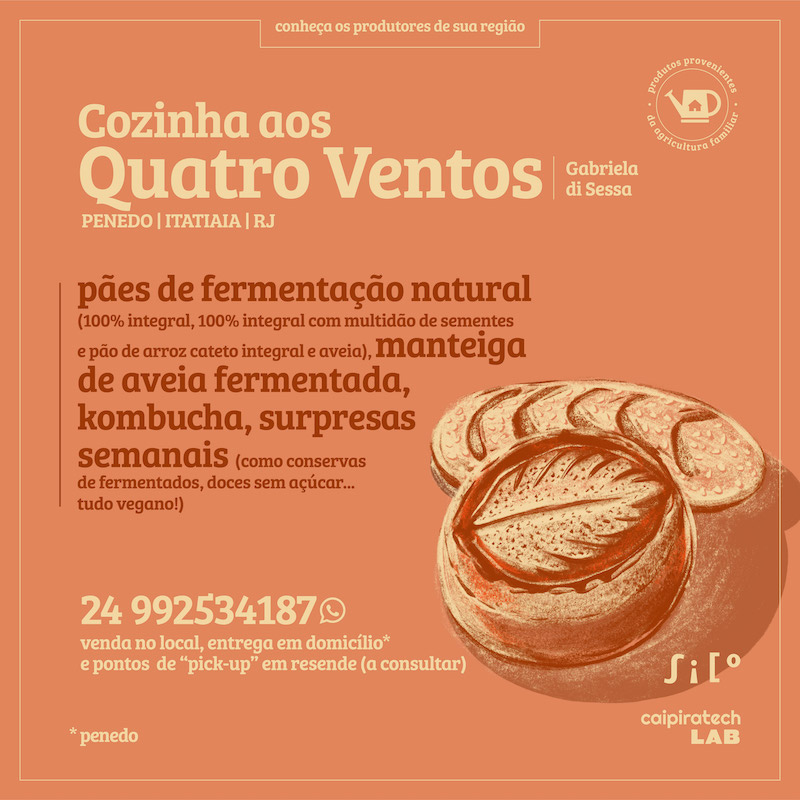 conheça os produtores de sua região
produtos provenientes
da agricultura familiar
Cozinha aos
Quatro Ventos
Gabriela
di Sessa
PENEDO | ITATIAIA | RJ
pães de fermentação natural
(100% integral, 100% integral com multidão de sementes
e pão de arroz cateto integral e aveia), manteiga
de aveia fermentada,
kombucha, surpresas
semanais (como conservas
de fermentados, doces sem açúcar...
tudo vegano!)
24 992534187
venda no local, entrega em domicílio*
e pontos de “pick-up” em resende (a consultar)
silo
caipiratech
LAB
* penedo